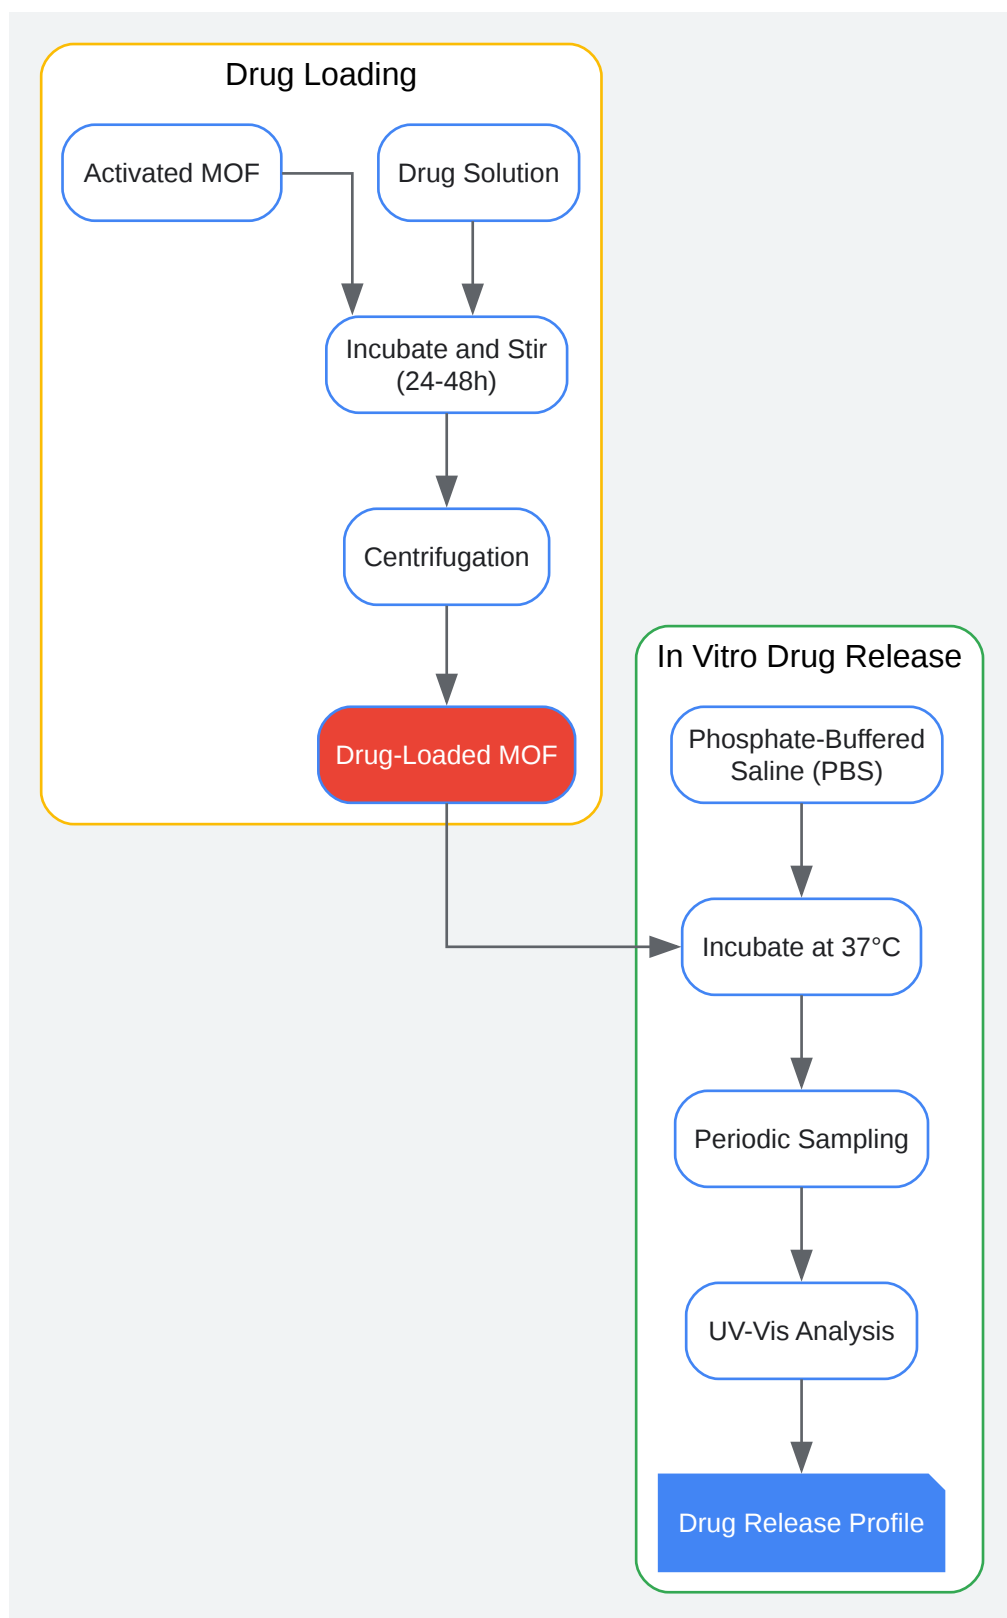 Drug Loading
Activated MOF
Drug Solution
Incubate and Stir
(24-48h)
Centrifugation
Drug-Loaded MOF
In Vitro Drug Release
Phosphate-Buffered
Saline (PBS)
Incubate at 37°C
Periodic Sampling
UV-Vis Analysis
Drug Release Profile